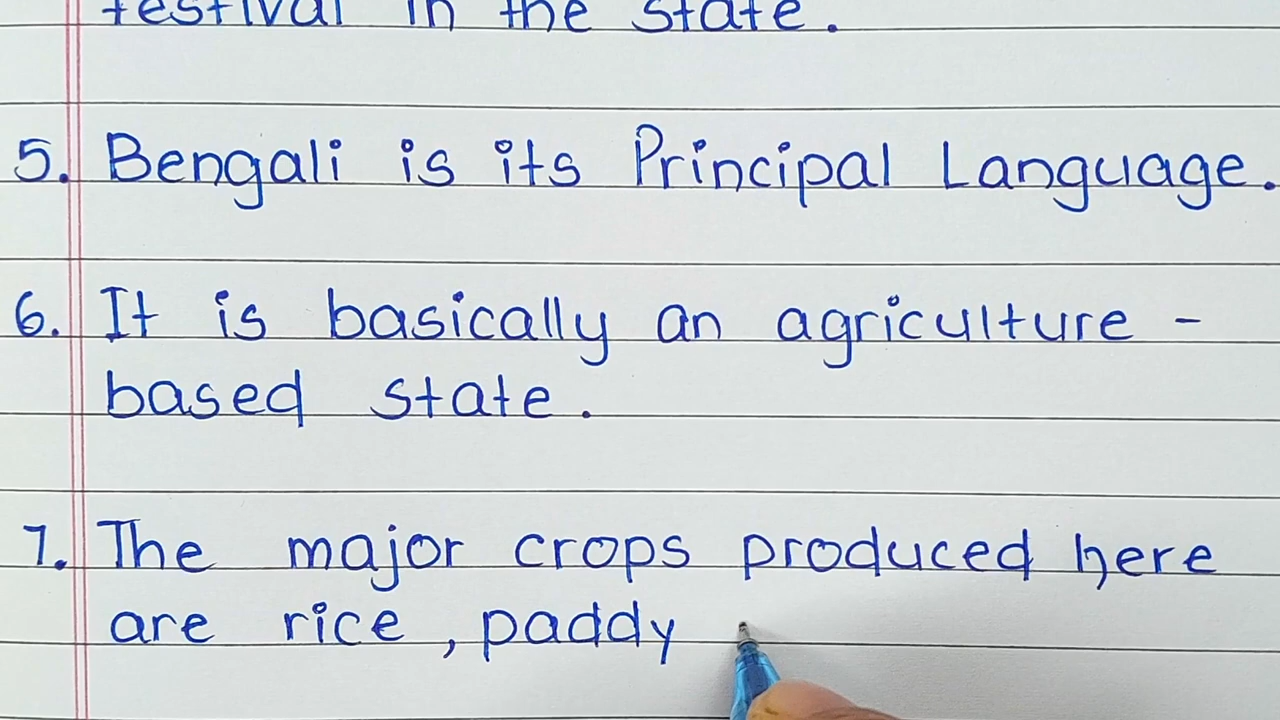 festival in the state.
5. Bengali is its Principal Language.
6. It is basically an agriculture -
based state.
7. The major crops produced here
are rice, paddy